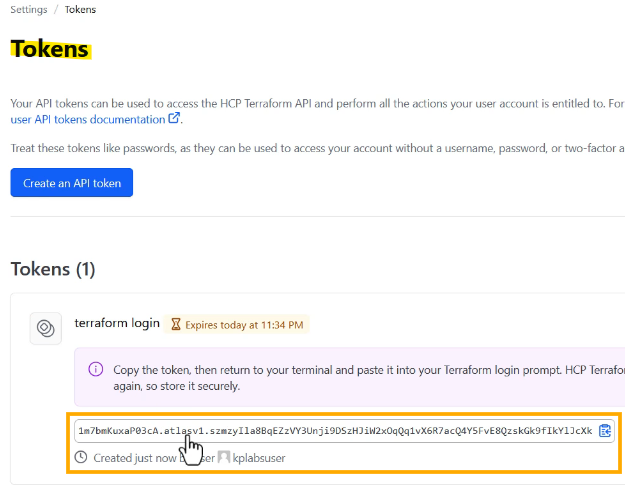 Settings / Tokens
Tokens
Your API tokens can be used to access the HCP Terraform API and perform all the actions your user account is entitled to. For
user API tokens documentation.
Treat these tokens like passwords, as they can be used to access your account without a username, password, or two-factor a
Create an API token
Tokens (1)
terraform login Expires today at 11:34 PM
Copy the token, then return to your terminal and paste it into your Terraform login prompt. HCP Terrafor
again, so store it securely.
1m7bmKuxaP03cA.atlasv1.szmzyIla8BqEZzVY3Unji9DSzHJiW2xOqQq1vX6R7acQ4Y5FvE8QzskGk9fIkYlJcXk
Created just now user kplabsuser